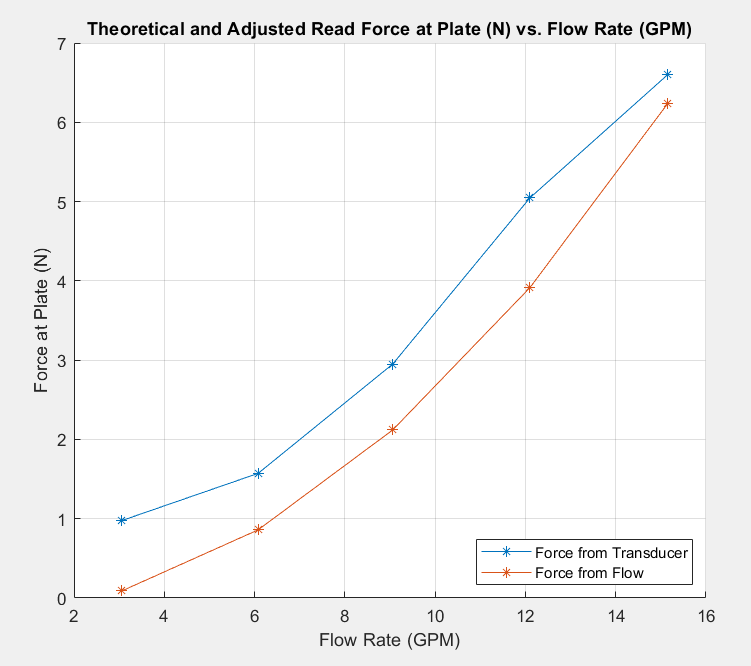 Theoretical and Adjusted Read Force at Plate (N) vs. Flow Rate (GPM)
7
6
5
4
3
2
1
0
Force at Plate (N)
2 4 6 8 10 12 14 16
Flow Rate (GPM)
Force from Transducer
Force from Flow